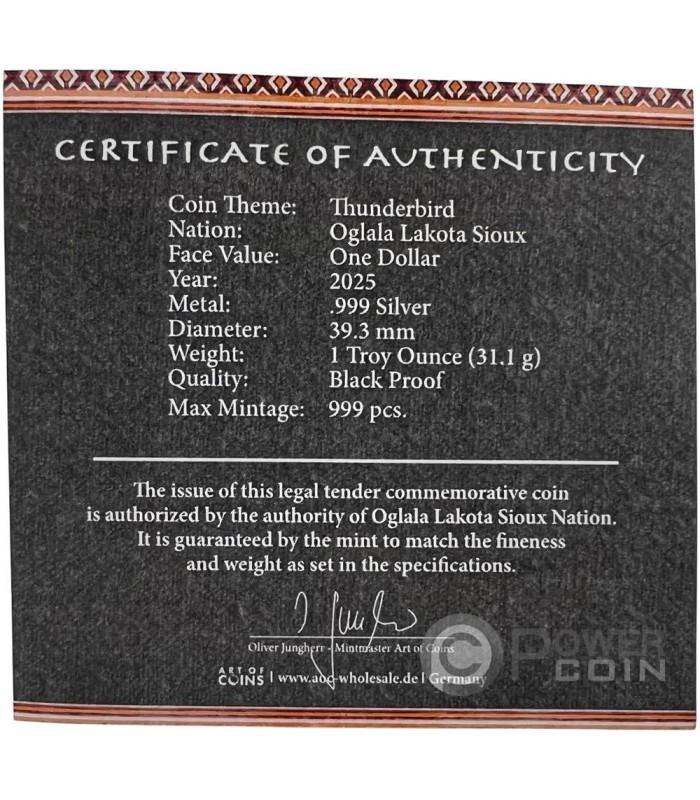 CERTIFICATE OF AUTHENTICITY
Coin Theme: Thunderbird
Nation: Oglala Lakota Sioux
Face Value: One Dollar
Year: 2025
Metal: .999 Silver
Diameter: 39.3 mm
Weight: 1 Troy Ounce (31.1 g)
Quality: Black Proof
Max Mintage: 999 pcs.
The issue of this legal tender commemorative coin
is authorized by the authority of Oglala Lakota Sioux Nation.
It is guaranteed by the mint to match the fineness
and weight as set in the specifications.
Oliver Jungherr - Mintmaster Art of Coins
ART OF COINS | www.aoc-wholesale.de | Germany
© POWER COIN